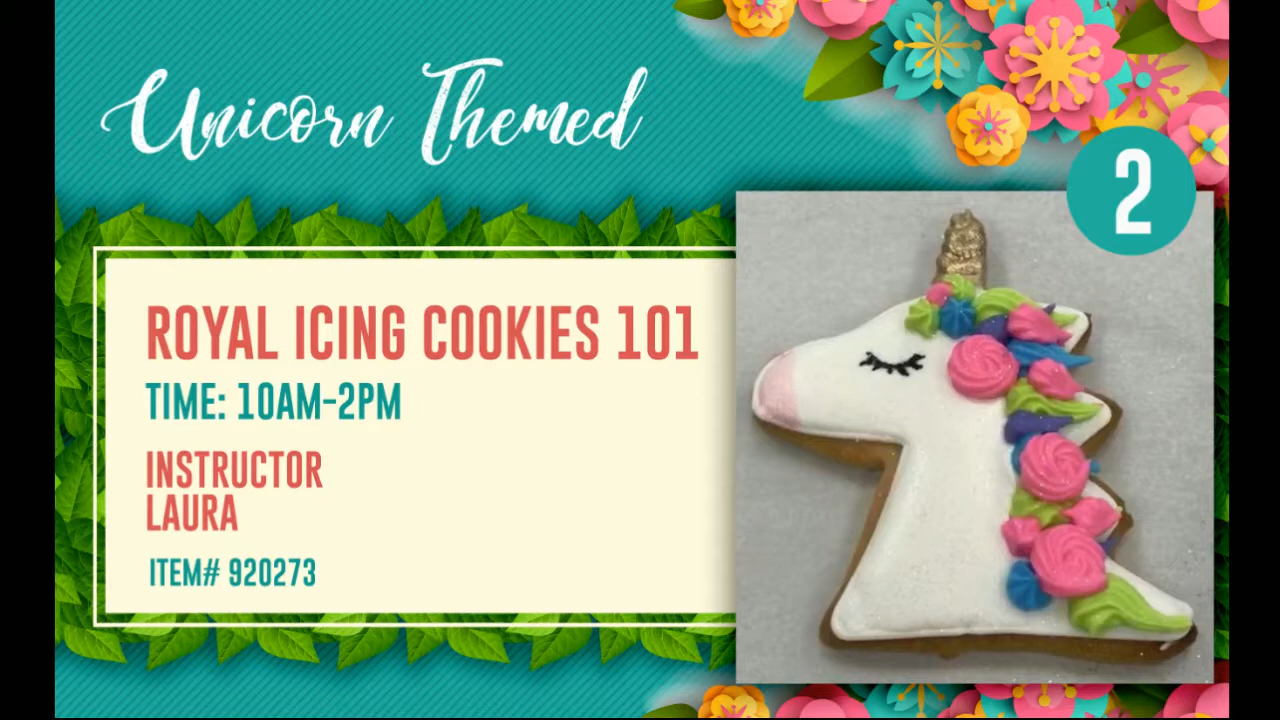 Unicorn Themed
2
ROYAL ICING COOKIES 101
TIME: 10AM-2PM
INSTRUCTOR
LAURA
ITEM# 920273